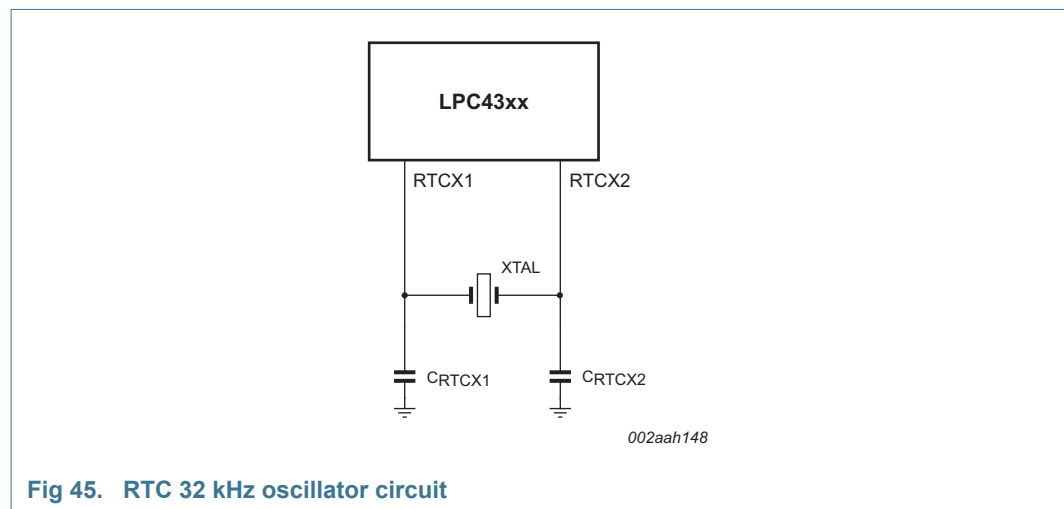 LPC43xx
RTCX1 RTCX2
XTAL
CRTCX1 CRTCX2
002aah148
Fig 45. RTC 32 kHz oscillator circuit